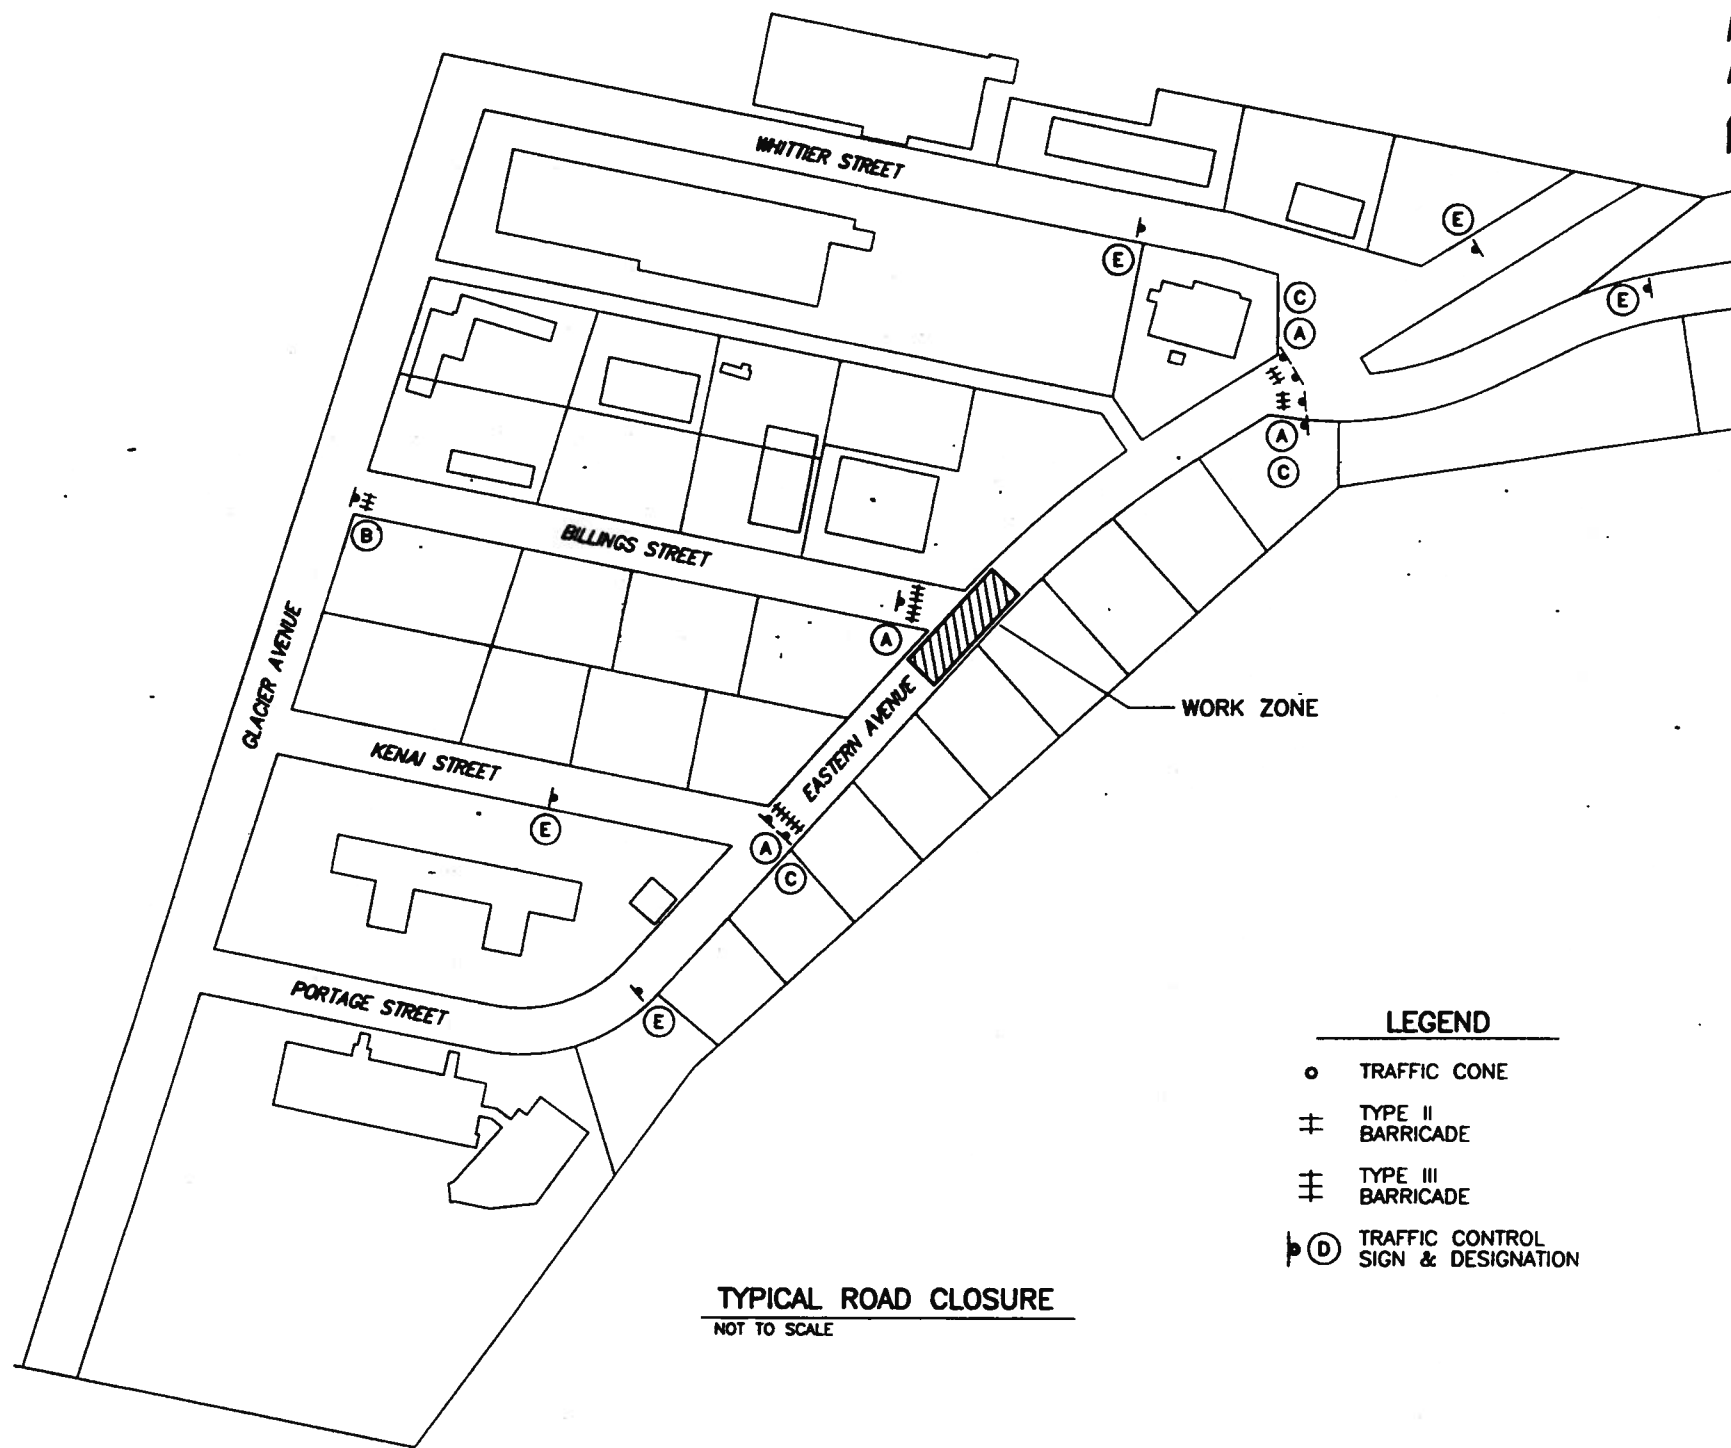 WHITTIER STREET
E
E
C
A
E
A
C
B
BILLINGS STREET
A
GLACIER AVENUE
WORK ZONE
EASTERN AVENUE
KENAI STREET
E
A
C
PORTAGE STREET
E
LEGEND
TRAFFIC CONE
TYPE II
BARRICADE
TYPE III
BARRICADE
D
TRAFFIC CONTROL
SIGN & DESIGNATION
TYPICAL ROAD CLOSURE
NOT TO SCALE